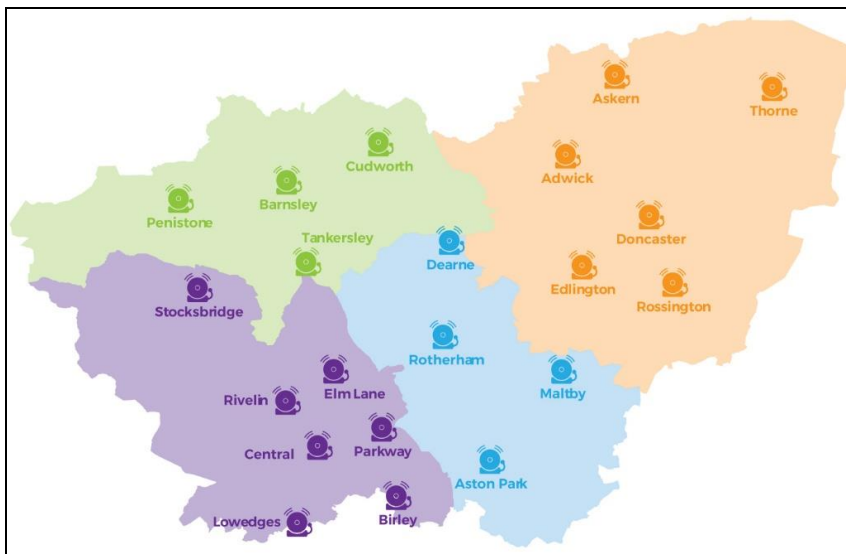 Askern
Thorne
Cudworth
Adwick
Barnsley
Penistone
Doncaster
Tankersley
Dearne
Edlington
Rossington
Stocksbridge
Rotherham
Elm Lane
Maltby
Rivelin
Parkway
Central
Aston Park
Birley
Lowedges